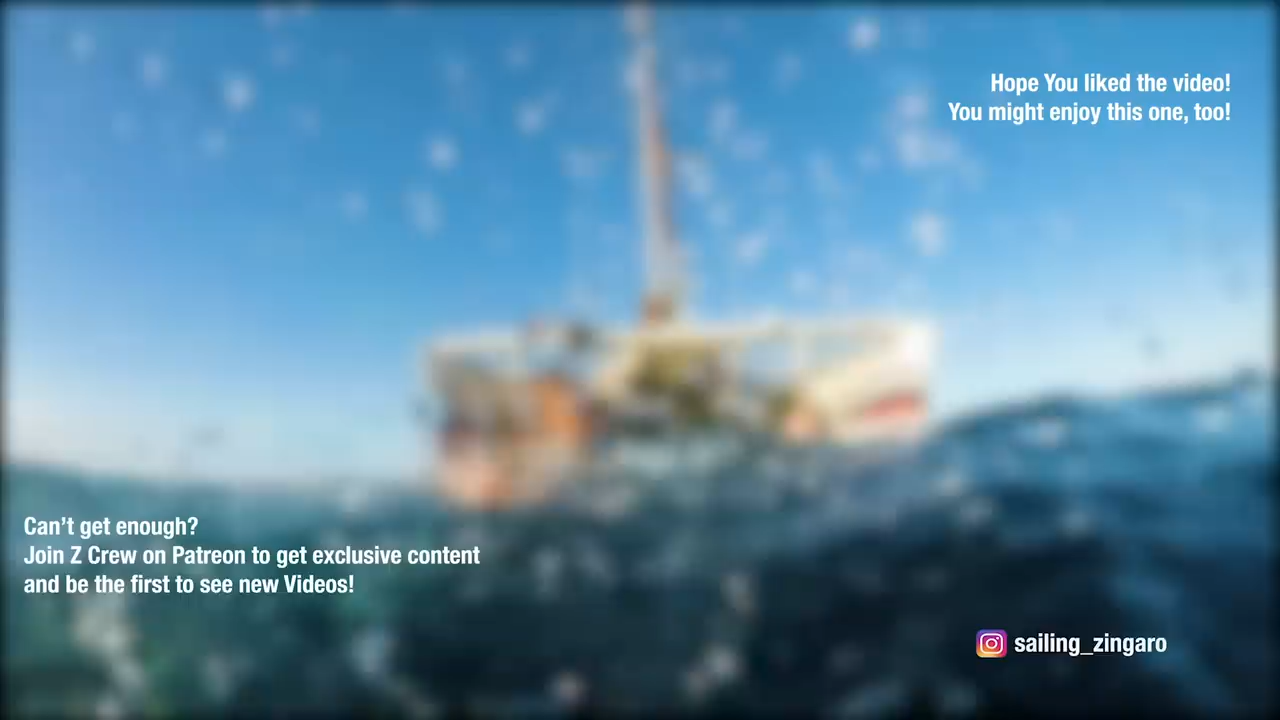 Hope You liked the video!
You might enjoy this one, too!
Can’t get enough?
Join Z Crew on Patreon to get exclusive content
and be the first to see new Videos!
sailing_zingaro